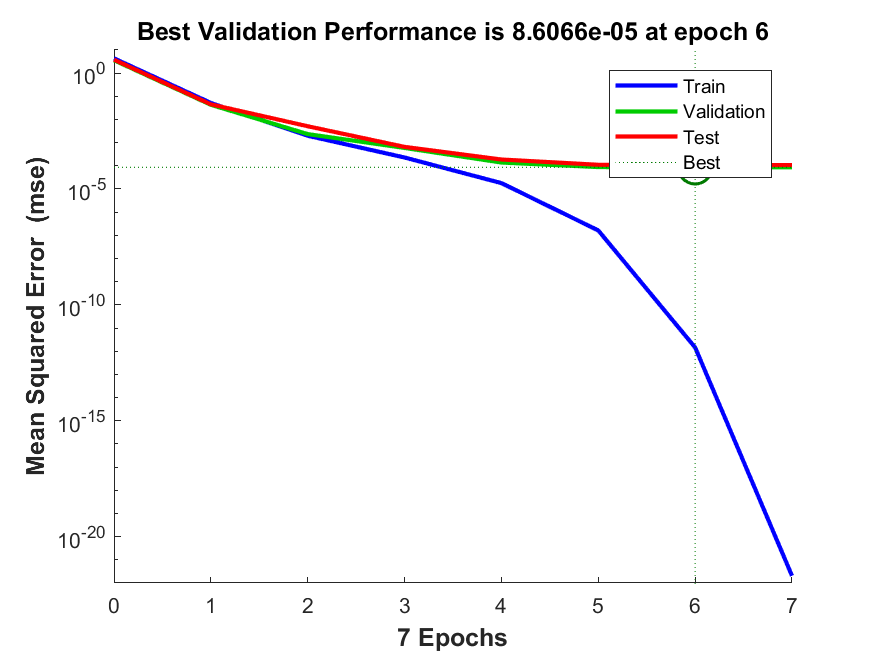 Best Validation Performance is 8.6066e-05 at epoch 6
Mean Squared Error (mse)
10^0
10^-5
10^-10
10^-15
10^-20
Train
Validation
Test
Best
0 1 2 3 4 5 6 7
7 Epochs